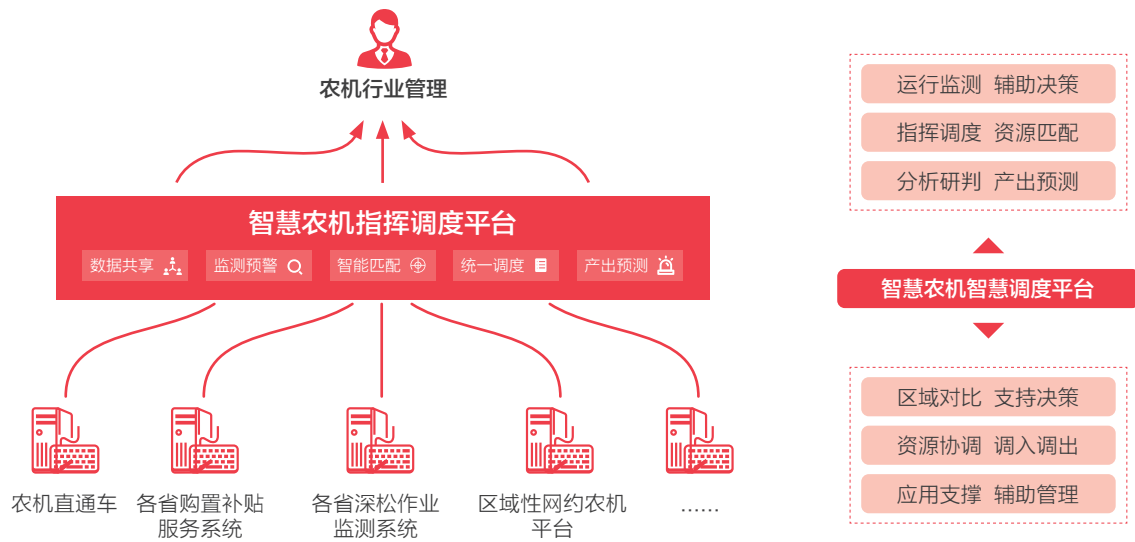 农机行业管理
智慧农机指挥调度平台
数据共享
监测预警
智能匹配
统一调度
产出预测
农机直通车
各省购置补贴
服务系统
各省深松作业
监测系统
区域性网约农机
平台
……
运行监测 辅助决策
指挥调度 资源匹配
分析研判 产出预测
智慧农机智慧调度平台
区域对比 支持决策
资源协调 调入调出
应用支撑 辅助管理